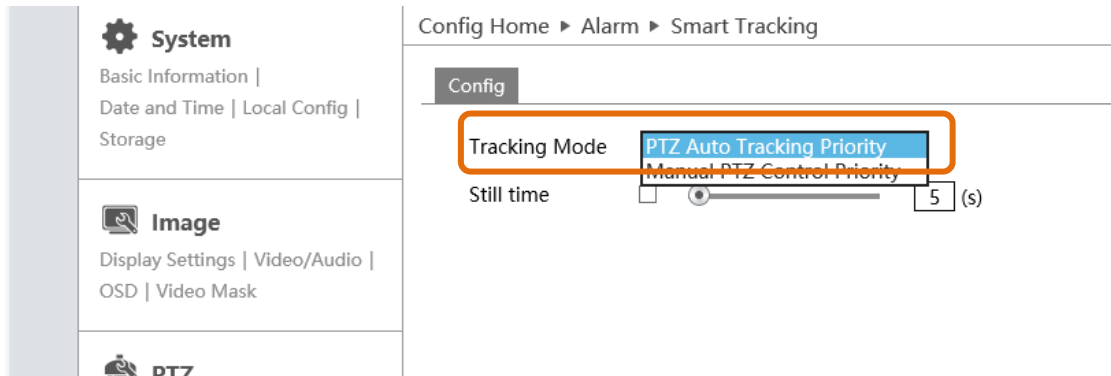 System
Basic Information |
Date and Time | Local Config |
Storage
Image
Display Settings | Video/Audio |
OSD | Video Mask
PTZ
Config Home ▶ Alarm ▶ Smart Tracking
Config
Tracking Mode PTZ Auto Tracking Priority
Manual PTZ Control Priority
Still time 5 (s)